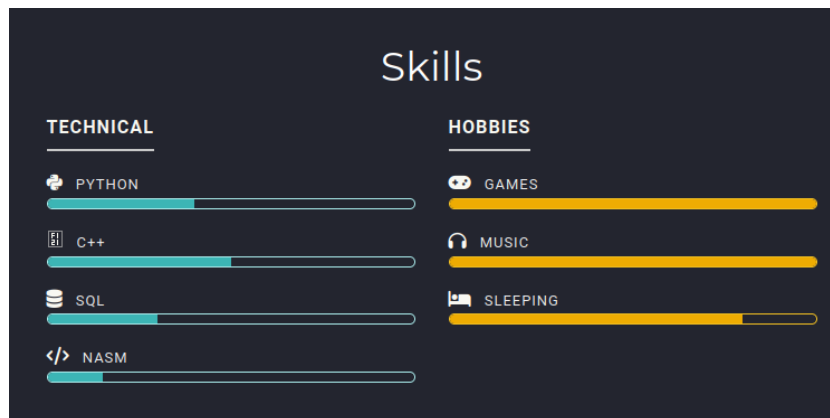 Skills
TECHNICAL
PYTHON
C++
SQL
NASM
HOBBIES
GAMES
MUSIC
SLEEPING